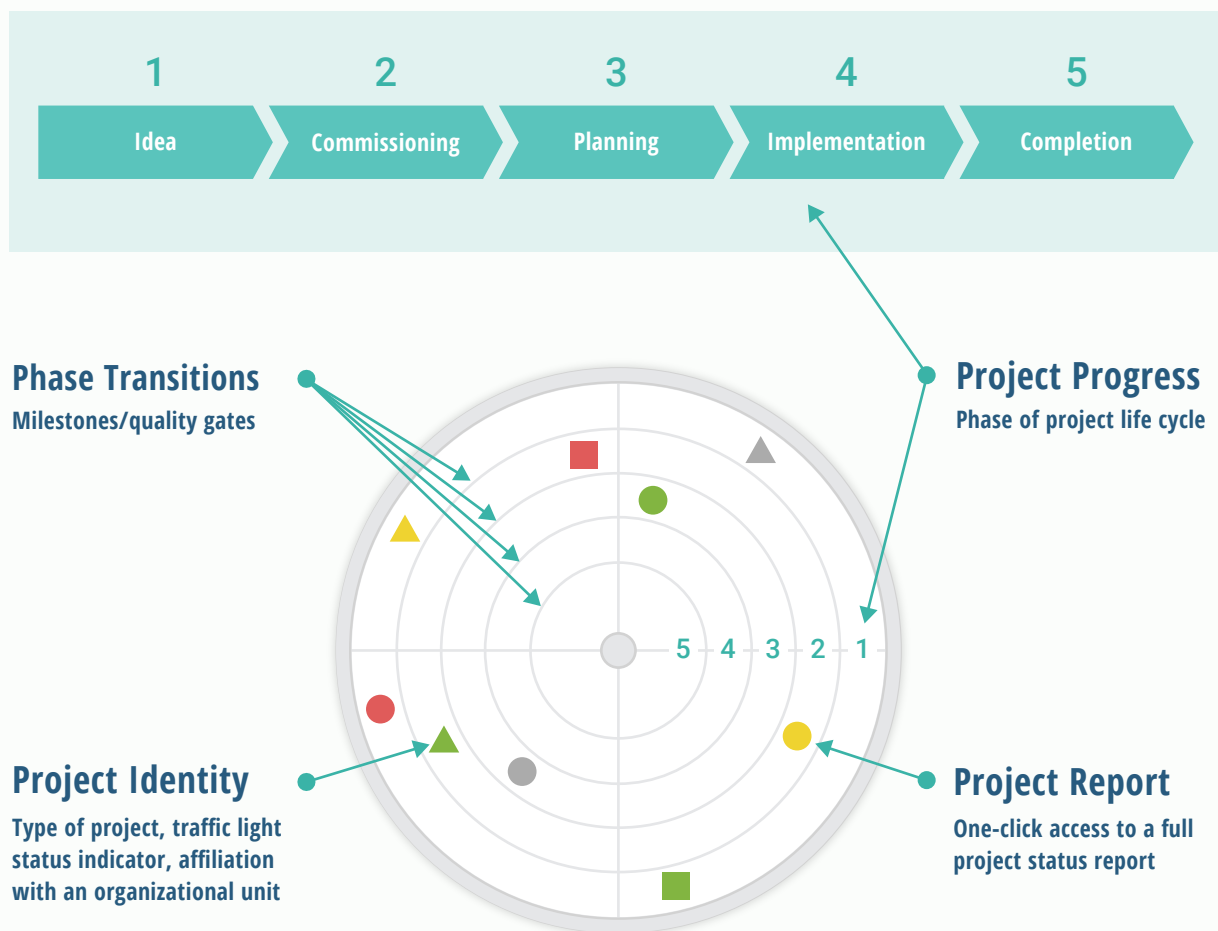 1 2 3 4 5
Idea Commissioning Planning Implementation Completion
Phase Transitions
Milestones/quality gates
Project Progress
Phase of project life cycle
5 4 3 2 1
Project Identity
Type of project, traffic light
status indicator, affiliation
with an organizational unit
Project Report
One-click access to a full
project status report